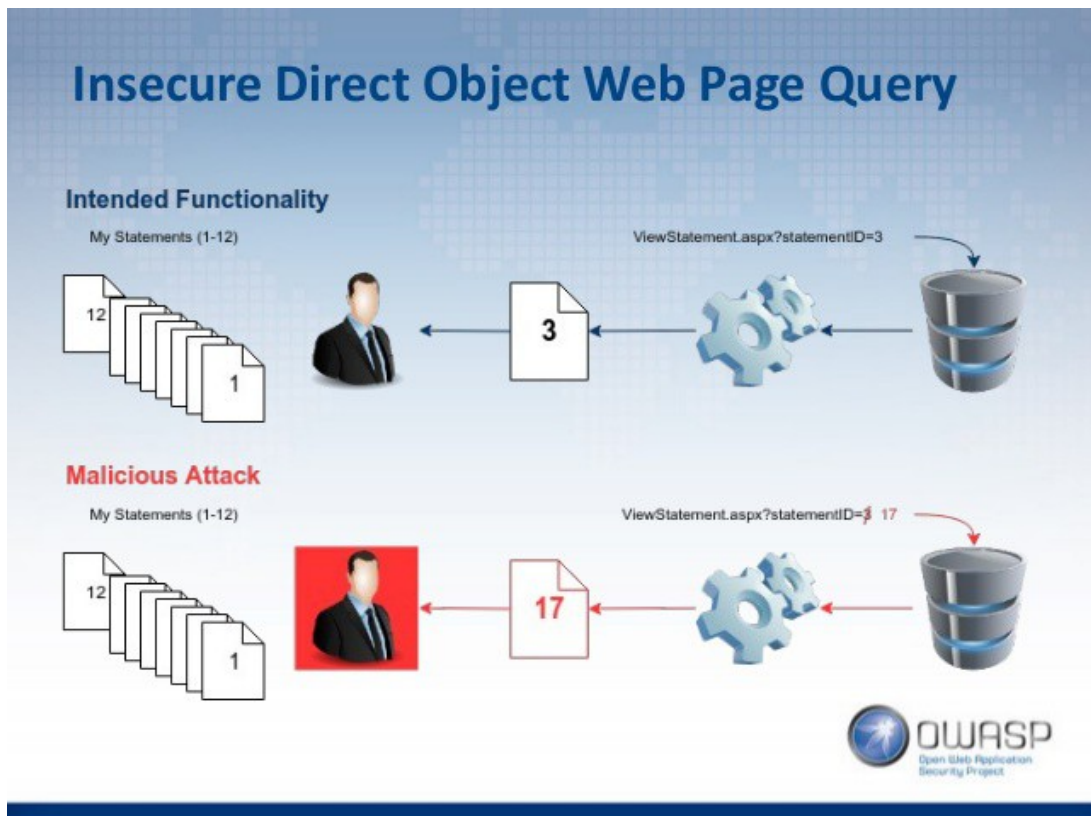 Insecure Direct Object Web Page Query
Intended Functionality
My Statements (1-12)
ViewStatement.aspx?statementID=3
12
1
3
Malicious Attack
My Statements (1-12)
ViewStatement.aspx?statementID=3 17
12
1
17
OWASP
Open Web Application
Security Project